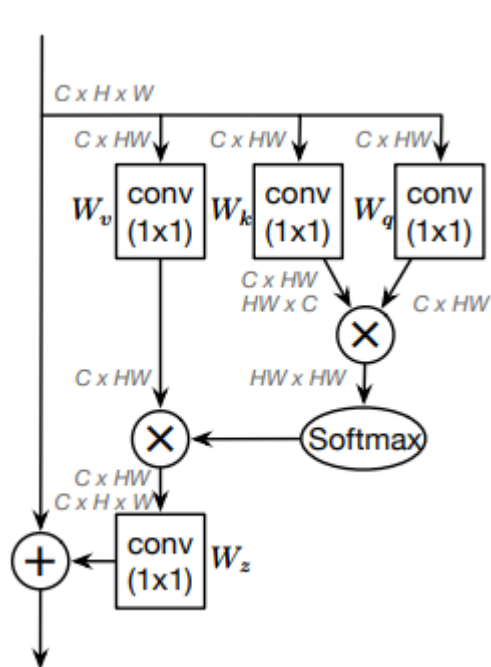 C x H x W
C x HW
C x HW
C x HW
W_v
conv
(1x1)
W_k
conv
(1x1)
W_q
conv
(1x1)
C x HW
HW x C
C x HW
×
C x HW
HW x HW
×
Softmax
C x HW
C x H x W
+
conv
(1x1)
W_z